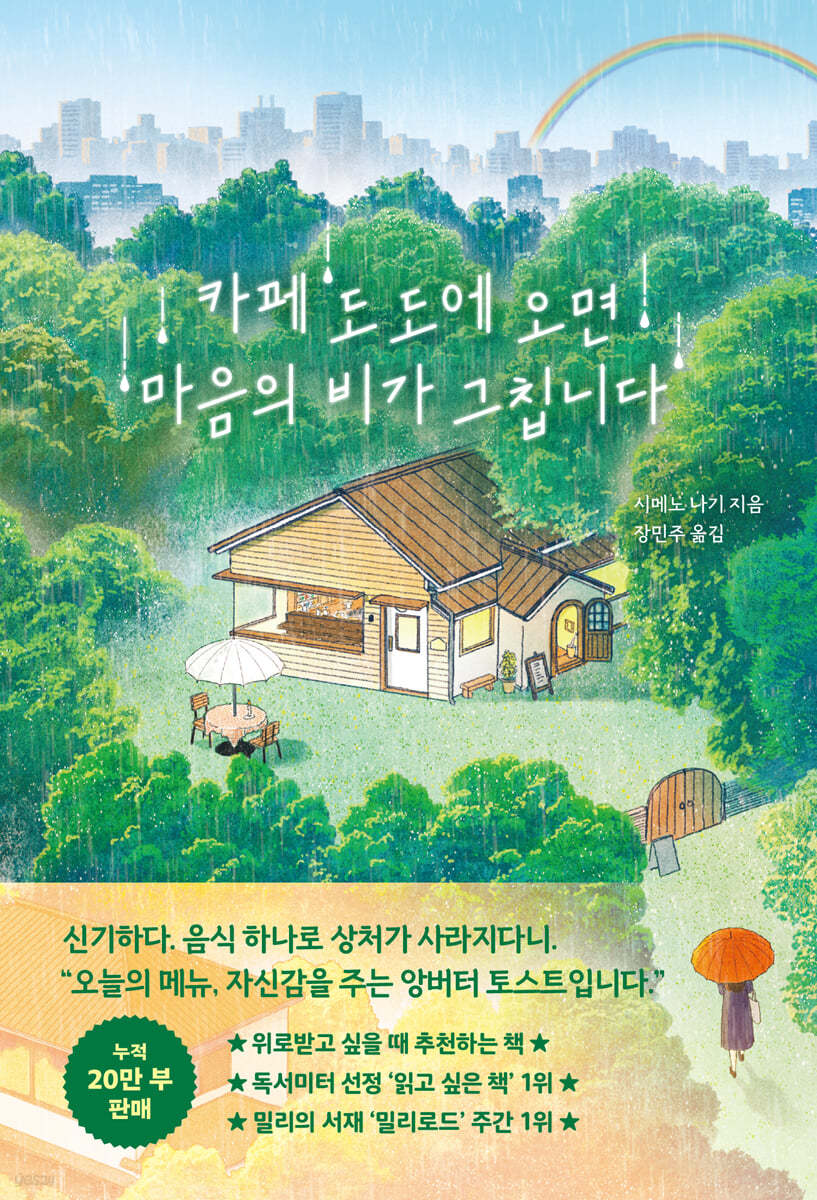 카페 도도에 오면
마음의 비가 그칩니다
시메노 나기 지음
장민주 옮김
신기하다. 음식 하나로 상처가 사라지다니.
“오늘의 메뉴, 자신감을 주는 앙버터 토스트입니다.”
누적
20만 부
판매
★ 위로받고 싶을 때 추천하는 책 ★
★ 독서미터 선정 ‘읽고 싶은 책’ 1위 ★
★ 밀리의 서재 ‘밀리로드’ 주간 1위 ★